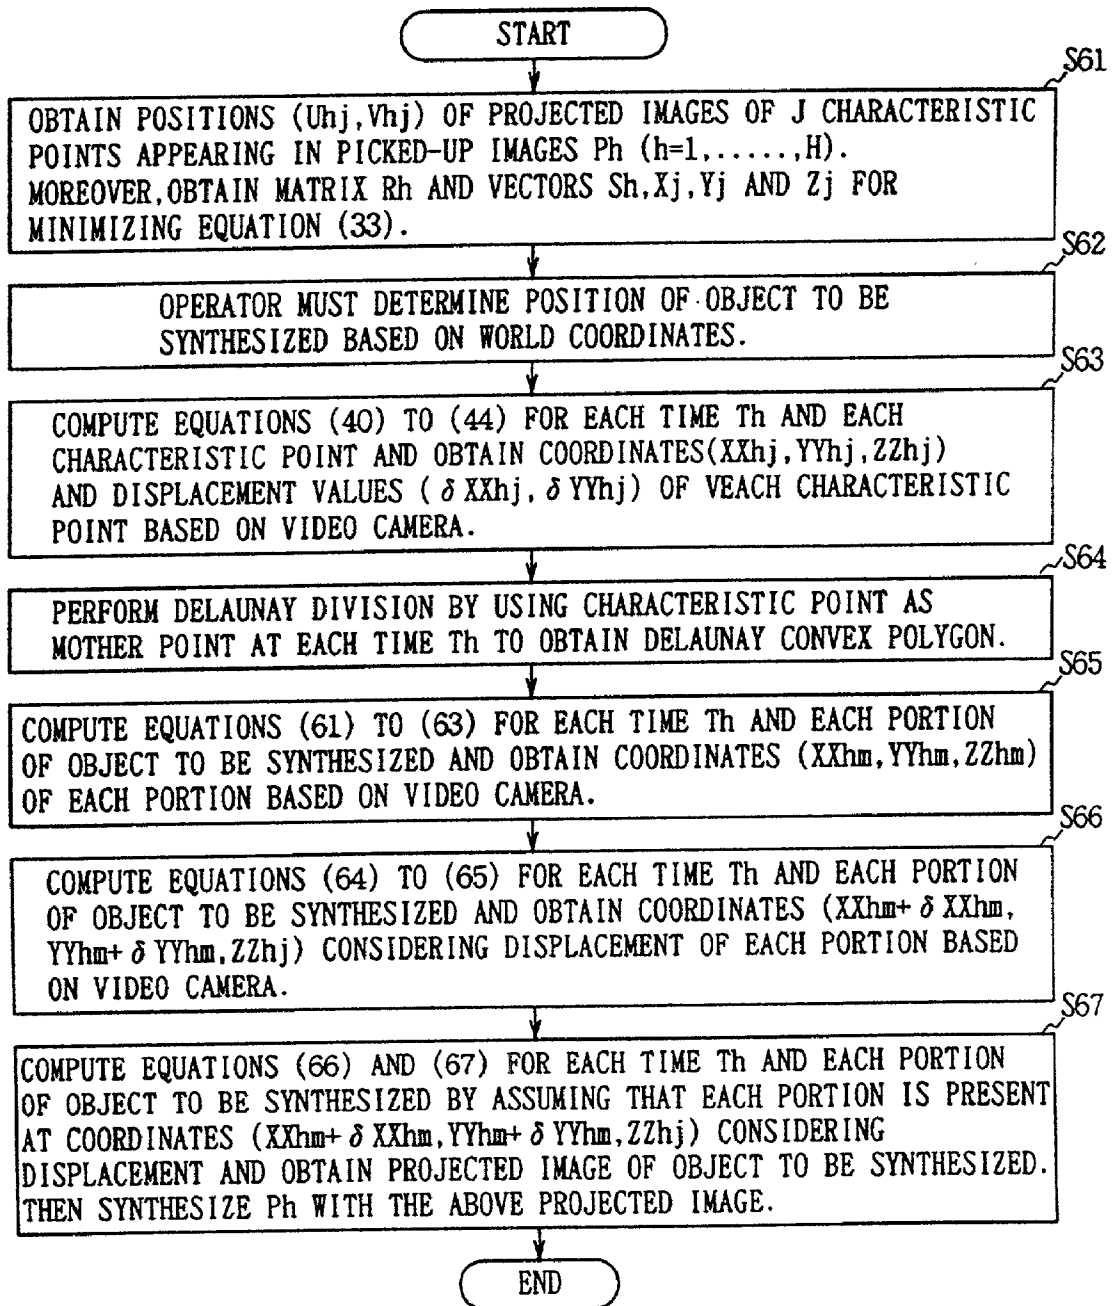 START
S61
OBTAIN POSITIONS (Uhj,Vhj) OF PROJECTED IMAGES OF J CHARACTERISTIC
POINTS APPEARING IN PICKED-UP IMAGES Ph (h=1,.....,H).
MOREOVER,OBTAIN MATRIX Rh AND VECTORS Sh,Xj,Yj AND Zj FOR
MINIMIZING EQUATION (33).
S62
OPERATOR MUST DETERMINE POSITION OF OBJECT TO BE
SYNTHESIZED BASED ON WORLD COORDINATES.
S63
COMPUTE EQUATIONS (40) TO (44) FOR EACH TIME Th AND EACH
CHARACTERISTIC POINT AND OBTAIN COORDINATES(XXhj,YYhj,ZZhj)
AND DISPLACEMENT VALUES (δXXhj,δYYhj) OF VEACH CHARACTERISTIC
POINT BASED ON VIDEO CAMERA.
S64
PERFORM DELAUNAY DIVISION BY USING CHARACTERISTIC POINT AS
MOTHER POINT AT EACH TIME Th TO OBTAIN DELAUNAY CONVEX POLYGON.
S65
COMPUTE EQUATIONS (61) TO (63) FOR EACH TIME Th AND EACH PORTION
OF OBJECT TO BE SYNTHESIZED AND OBTAIN COORDINATES (XXhm,YYhm,ZZhm)
OF EACH PORTION BASED ON VIDEO CAMERA.
S66
COMPUTE EQUATIONS (64) TO (65) FOR EACH TIME Th AND EACH PORTION
OF OBJECT TO BE SYNTHESIZED AND OBTAIN COORDINATES (XXhm+δXXhm,
YYhm+δYYhm,ZZhj) CONSIDERING DISPLACEMENT OF EACH PORTION BASED
ON VIDEO CAMERA.
S67
COMPUTE EQUATIONS (66) AND (67) FOR EACH TIME Th AND EACH PORTION
OF OBJECT TO BE SYNTHESIZED BY ASSUMING THAT EACH PORTION IS PRESENT
AT COORDINATES (XXhm+δXXhm,YYhm+δYYhm,ZZhj) CONSIDERING
DISPLACEMENT AND OBTAIN PROJECTED IMAGE OF OBJECT TO BE SYNTHESIZED.
THEN SYNTHESIZE Ph WITH THE ABOVE PROJECTED IMAGE.
END